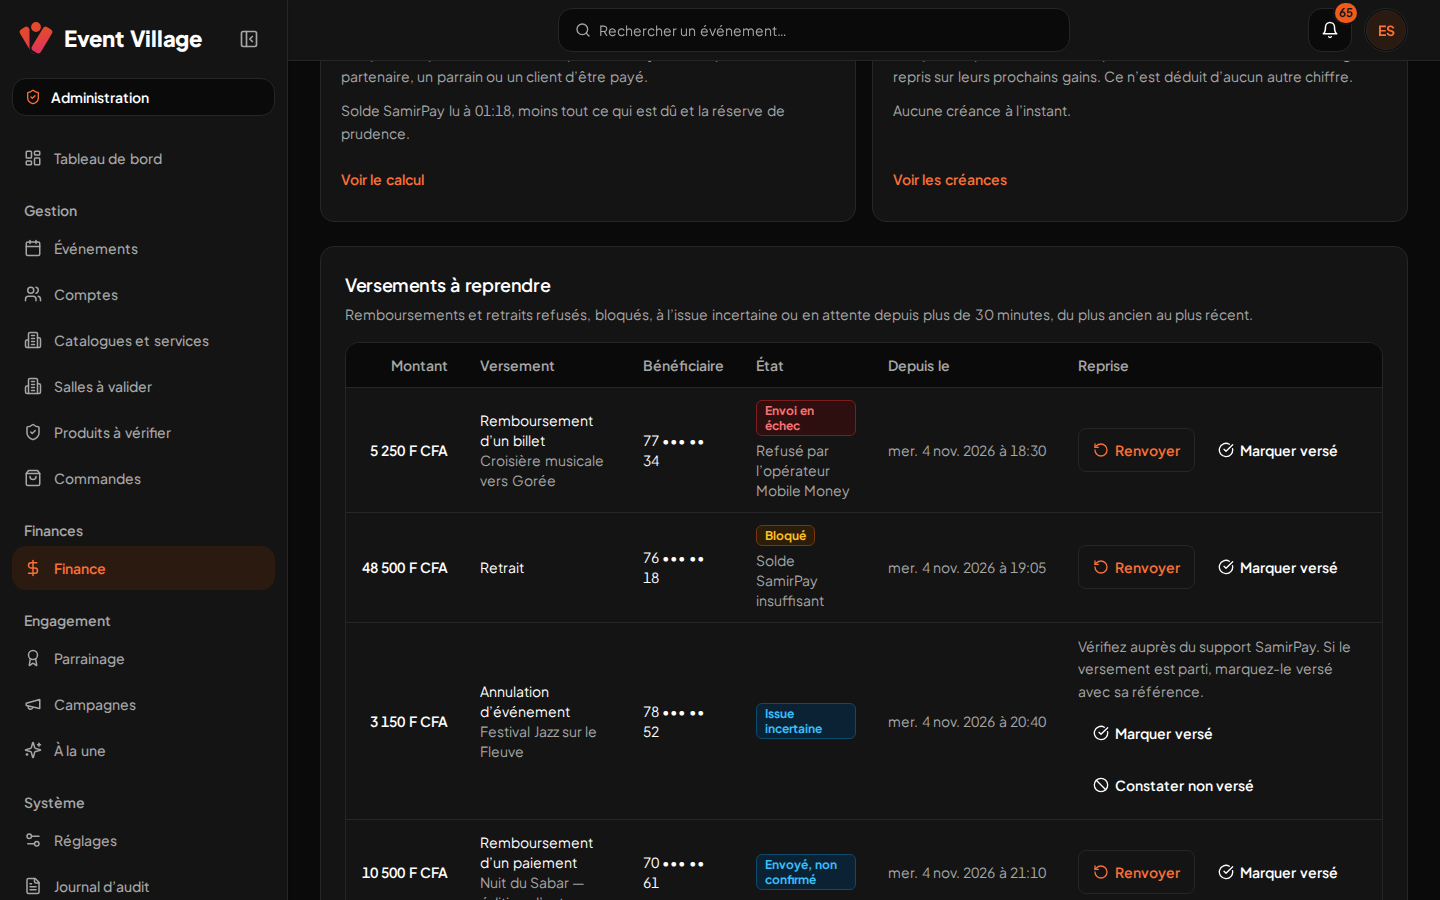 Event Village
Administration
Tableau de bord
Gestion
Événements
Comptes
Catalogues et services
Salles à valider
Produits à vérifier
Commandes
Finances
Finance
Engagement
Parrainage
Campagnes
À la une
Système
Réglages
Journal d'audit
Rechercher un événement…
65
ES
partenaire, un parrain ou un client d'être payé.
Solde SamirPay lu à 01:18, moins tout ce qui est dû et la réserve de
prudence.
Voir le calcul
repris sur leurs prochains gains. Ce n'est déduit d'aucun autre chiffre.
Aucune créance à l'instant.
Voir les créances
Versements à reprendre
Remboursements et retraits refusés, bloqués, à l'issue incertaine ou en attente depuis plus de 30 minutes, du plus ancien au plus récent.
Montant Versement Bénéficiaire État Depuis le Reprise
5 250 F CFA
Remboursement
d'un billet
Croisière musicale
vers Gorée
77 ••• ••
34
Envoi en
échec
Refusé par
l'opérateur
Mobile Money
mer. 4 nov. 2026 à 18:30
Renvoyer
Marquer versé
48 500 F CFA
Retrait
76 ••• ••
18
Bloqué
Solde
SamirPay
insuffisant
mer. 4 nov. 2026 à 19:05
Renvoyer
Marquer versé
3 150 F CFA
Annulation
d'événement
Festival Jazz sur le
Fleuve
78 ••• ••
52
Issue
incertaine
mer. 4 nov. 2026 à 20:40
Vérifiez auprès du support SamirPay. Si le
versement est parti, marquez-le versé
avec sa référence.
Marquer versé
Constater non versé
10 500 F CFA
Remboursement
d'un paiement
Nuit du Sabar —
70 ••• ••
61
Envoyé, non
confirmé
mer. 4 nov. 2026 à 21:10
Renvoyer
Marquer versé